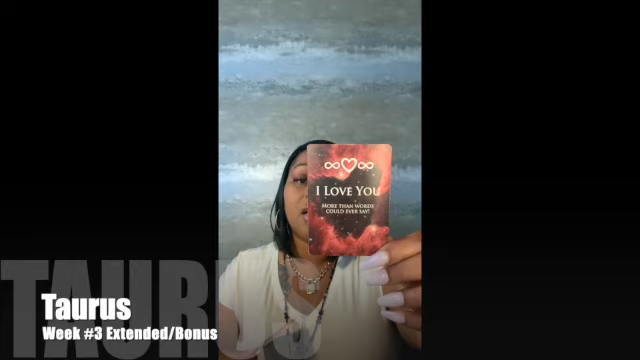 I LOVE YOU
MORE THAN WORDS
COULD EVER SAY!
TAURUS
Taurus
Week #3 Extended/Bonus